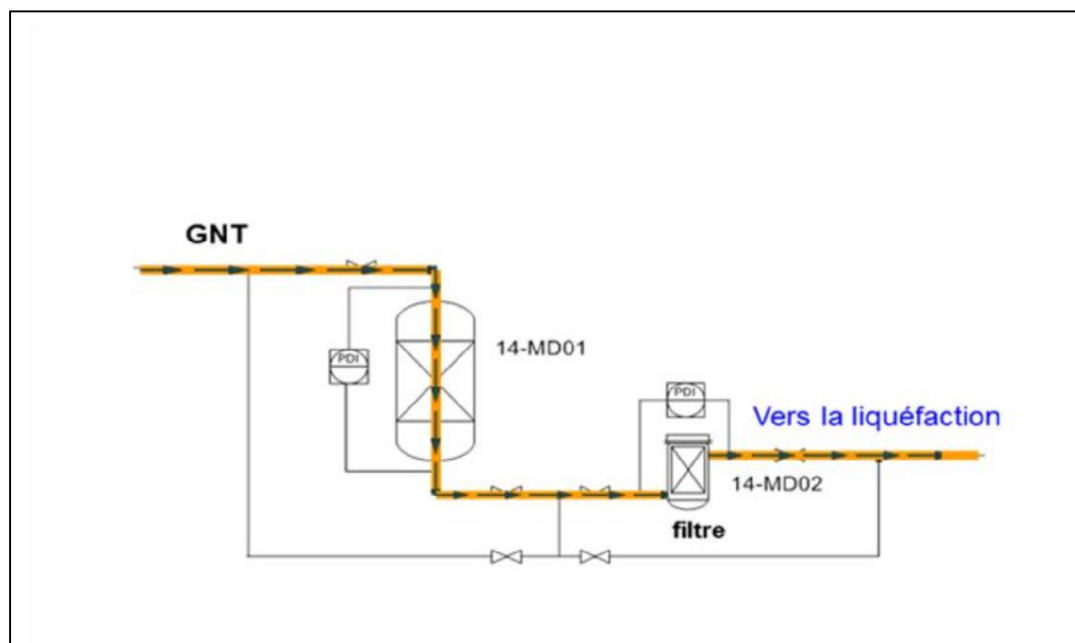 GNT
14-MD01
PDI
PDI
Vers la liquéfaction
14-MD02
filtre